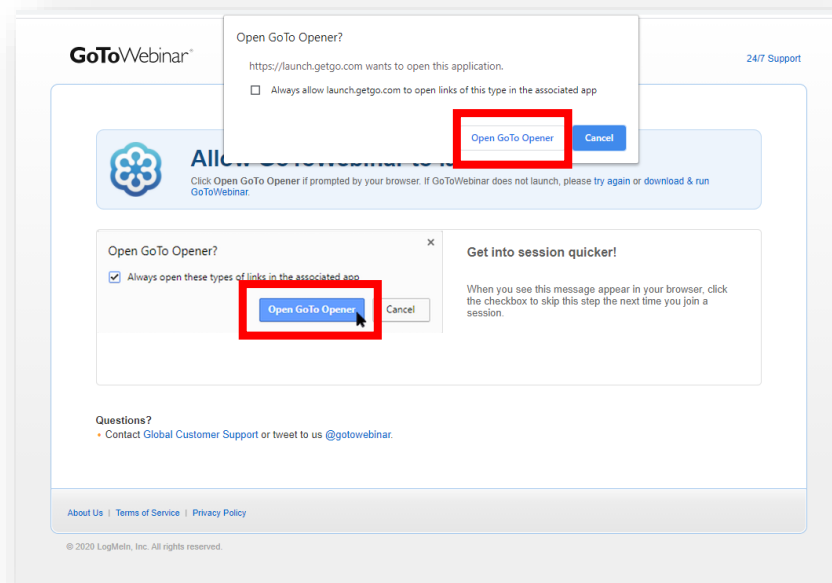 GoToWebinar
24/7 Support
Open GoTo Opener?
https://launch.getgo.com wants to open this application.
Always allow launch.getgo.com to open links of this type in the associated app
Open GoTo Opener Cancel
Click Open GoTo Opener if prompted by your browser. If GoToWebinar does not launch, please try again or download & run
GoToWebinar.
Open GoTo Opener?
×
Always open these types of links in the associated app
Open GoTo Opener Cancel
Get into session quicker!
When you see this message appear in your browser, click
the checkbox to skip this step the next time you join a
session.
Questions?
• Contact Global Customer Support or tweet to us @gotowebinar.
About Us | Terms of Service | Privacy Policy
© 2020 LogMeIn, Inc. All rights reserved.